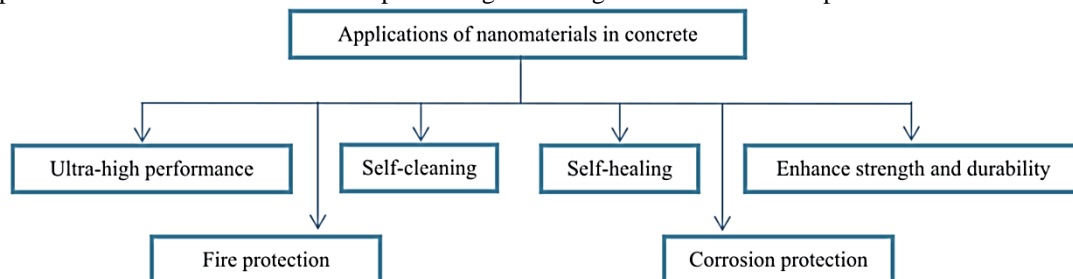 Applications of nanomaterials in concrete
Ultra-high performance
Self-cleaning
Self-healing
Enhance strength and durability
Fire protection
Corrosion protection